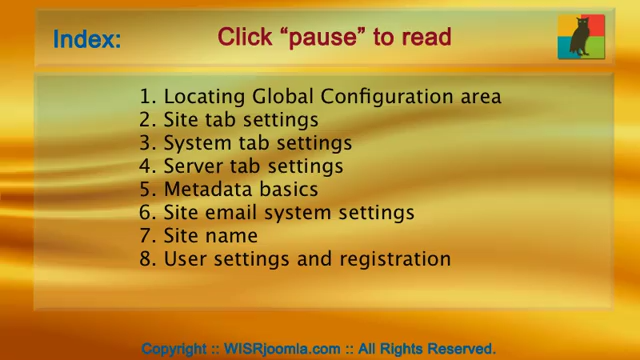 Index:
Click “pause” to read
1. Locating Global Configuration area
2. Site tab settings
3. System tab settings
4. Server tab settings
5. Metadata basics
6. Site email system settings
7. Site name
8. User settings and registration
Copyright :: WISRjoomla.com :: All Rights Reserved.